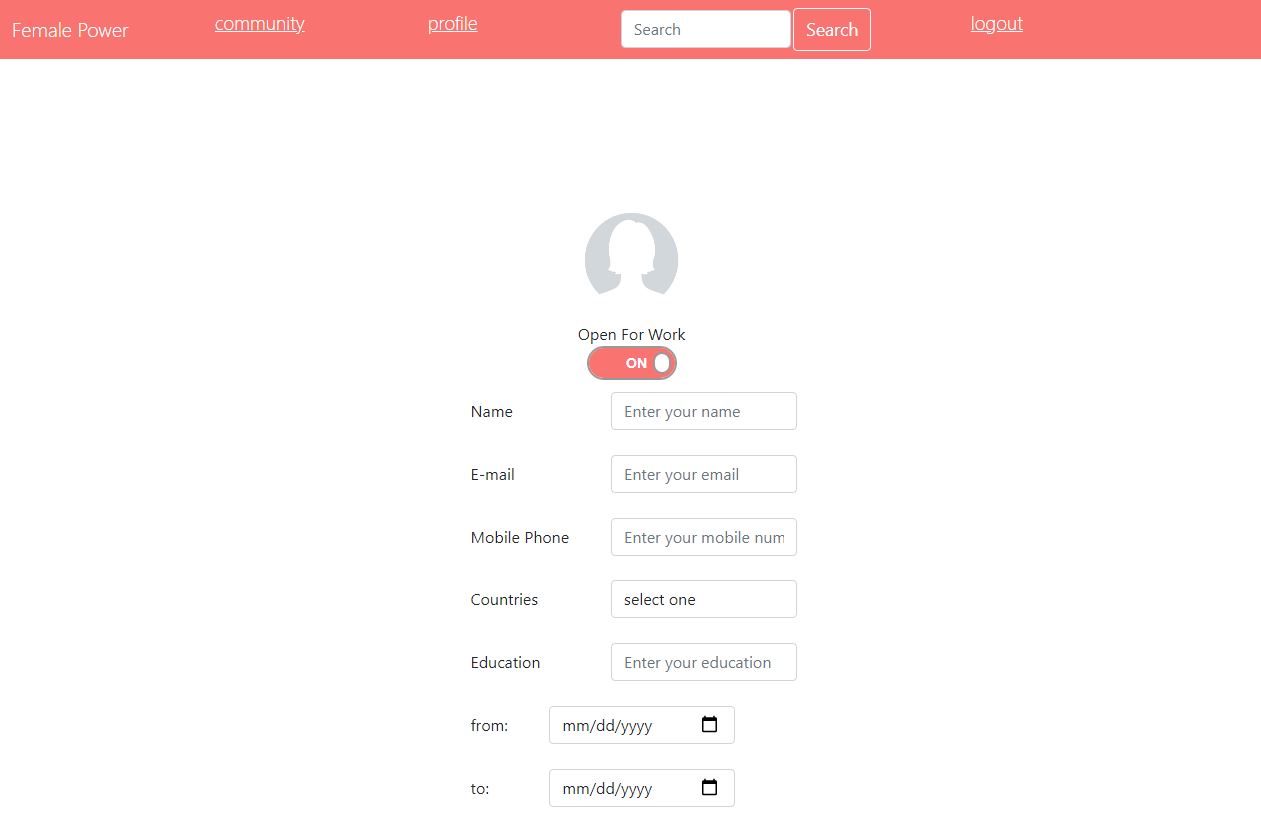 Female Power community profile Search Search logout
Open For Work
ON
Name Enter your name
E-mail Enter your email
Mobile Phone Enter your mobile num
Countries select one
Education Enter your education
from: mm/dd/yyyy
to: mm/dd/yyyy